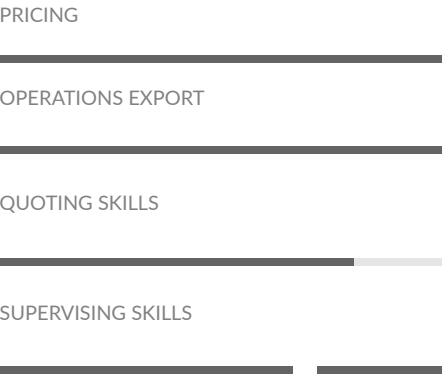 PRICING
OPERATIONS EXPORT
QUOTING SKILLS
SUPERVISING SKILLS